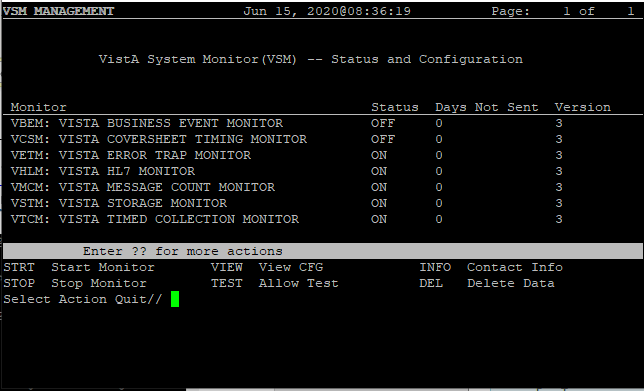 VSM MANAGEMENT Jun 15, 2020@08:36:19 Page: 1 of 1
VistA System Monitor(VSM) -- Status and Configuration
Monitor Status Days Not Sent Version
VBEM: VISTA BUSINESS EVENT MONITOR OFF 0 3
VCSM: VISTA COVERSHEET TIMING MONITOR OFF 0 3
VETM: VISTA ERROR TRAP MONITOR ON 0 3
VHLM: VISTA HL7 MONITOR ON 0 3
VMCM: VISTA MESSAGE COUNT MONITOR ON 0 3
VSTM: VISTA STORAGE MONITOR ON 0 3
VTCM: VISTA TIMED COLLECTION MONITOR ON 0 3
Enter ?? for more actions
STRT Start Monitor VIEW View CFG INFO Contact Info
STOP Stop Monitor TEST Allow Test DEL Delete Data
Select Action Quit//